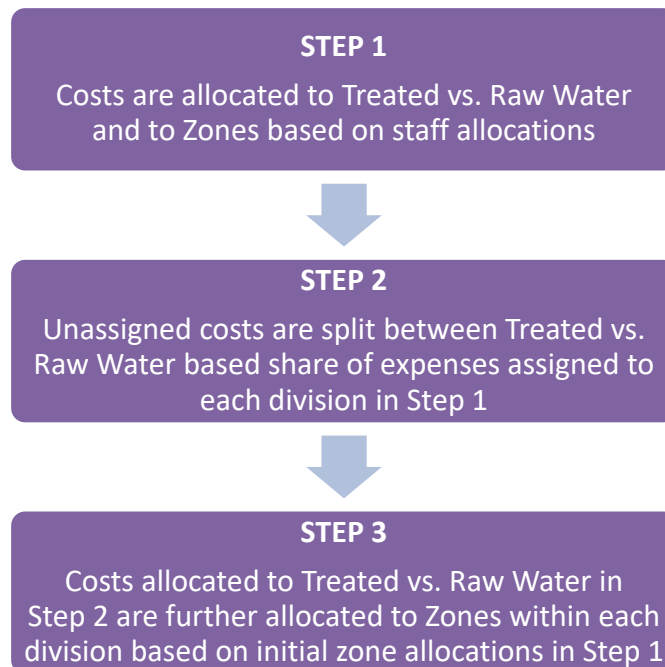 STEP 1
Costs are allocated to Treated vs. Raw Water
and to Zones based on staff allocations
STEP 2
Unassigned costs are split between Treated vs.
Raw Water based share of expenses assigned to
each division in Step 1
STEP 3
Costs allocated to Treated vs. Raw Water in
Step 2 are further allocated to Zones within each
division based on initial zone allocations in Step 1